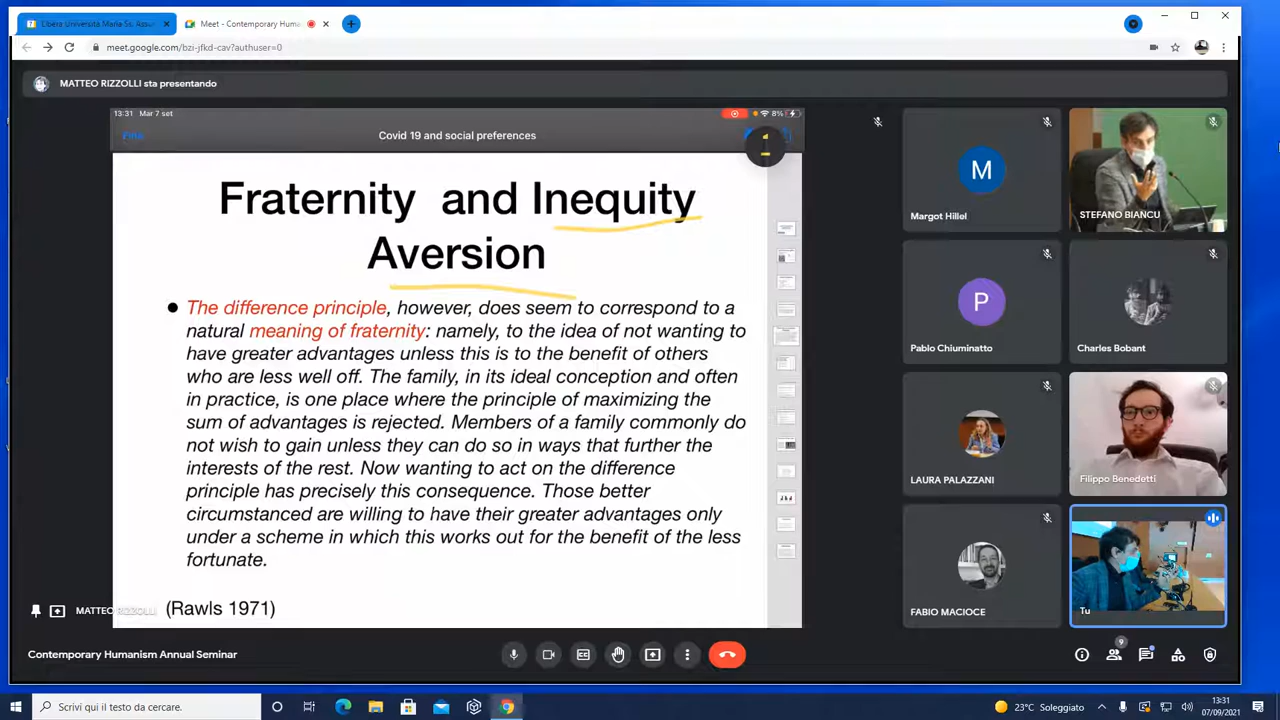 Libera Università Maria Ss. Assun
Meet - Contemporary Huma
meet.google.com/bzi-jfkd-cav?authuser=0
MATTEO RIZZOLLI sta presentando
13:31 Mar 7 set
8%
Fine
Covid 19 and social preferences
1
Fraternity and Inequity
Aversion
The difference principle, however, does seem to correspond to a
natural meaning of fraternity: namely, to the idea of not wanting to
have greater advantages unless this is to the benefit of others
who are less well off. The family, in its ideal conception and often
in practice, is one place where the principle of maximizing the
sum of advantages is rejected. Members of a family commonly do
not wish to gain unless they can do so in ways that further the
interests of the rest. Now wanting to act on the difference
principle has precisely this consequence. Those better
circumstanced are willing to have their greater advantages only
under a scheme in which this works out for the benefit of the less
fortunate.
(Rawls 1971)
MATTEO RIZZOLLI
M
Margot Hillel
STEFANO BIANCU
P
Pablo Chiuminatto
Charles Bobant
LAURA PALAZZANI
Filippo Benedetti
FABIO MACIOCE
Tu
Contemporary Humanism Annual Seminar
9
Scrivi qui il testo da cercare.
23°C Soleggiato
13:31
07/09/2021